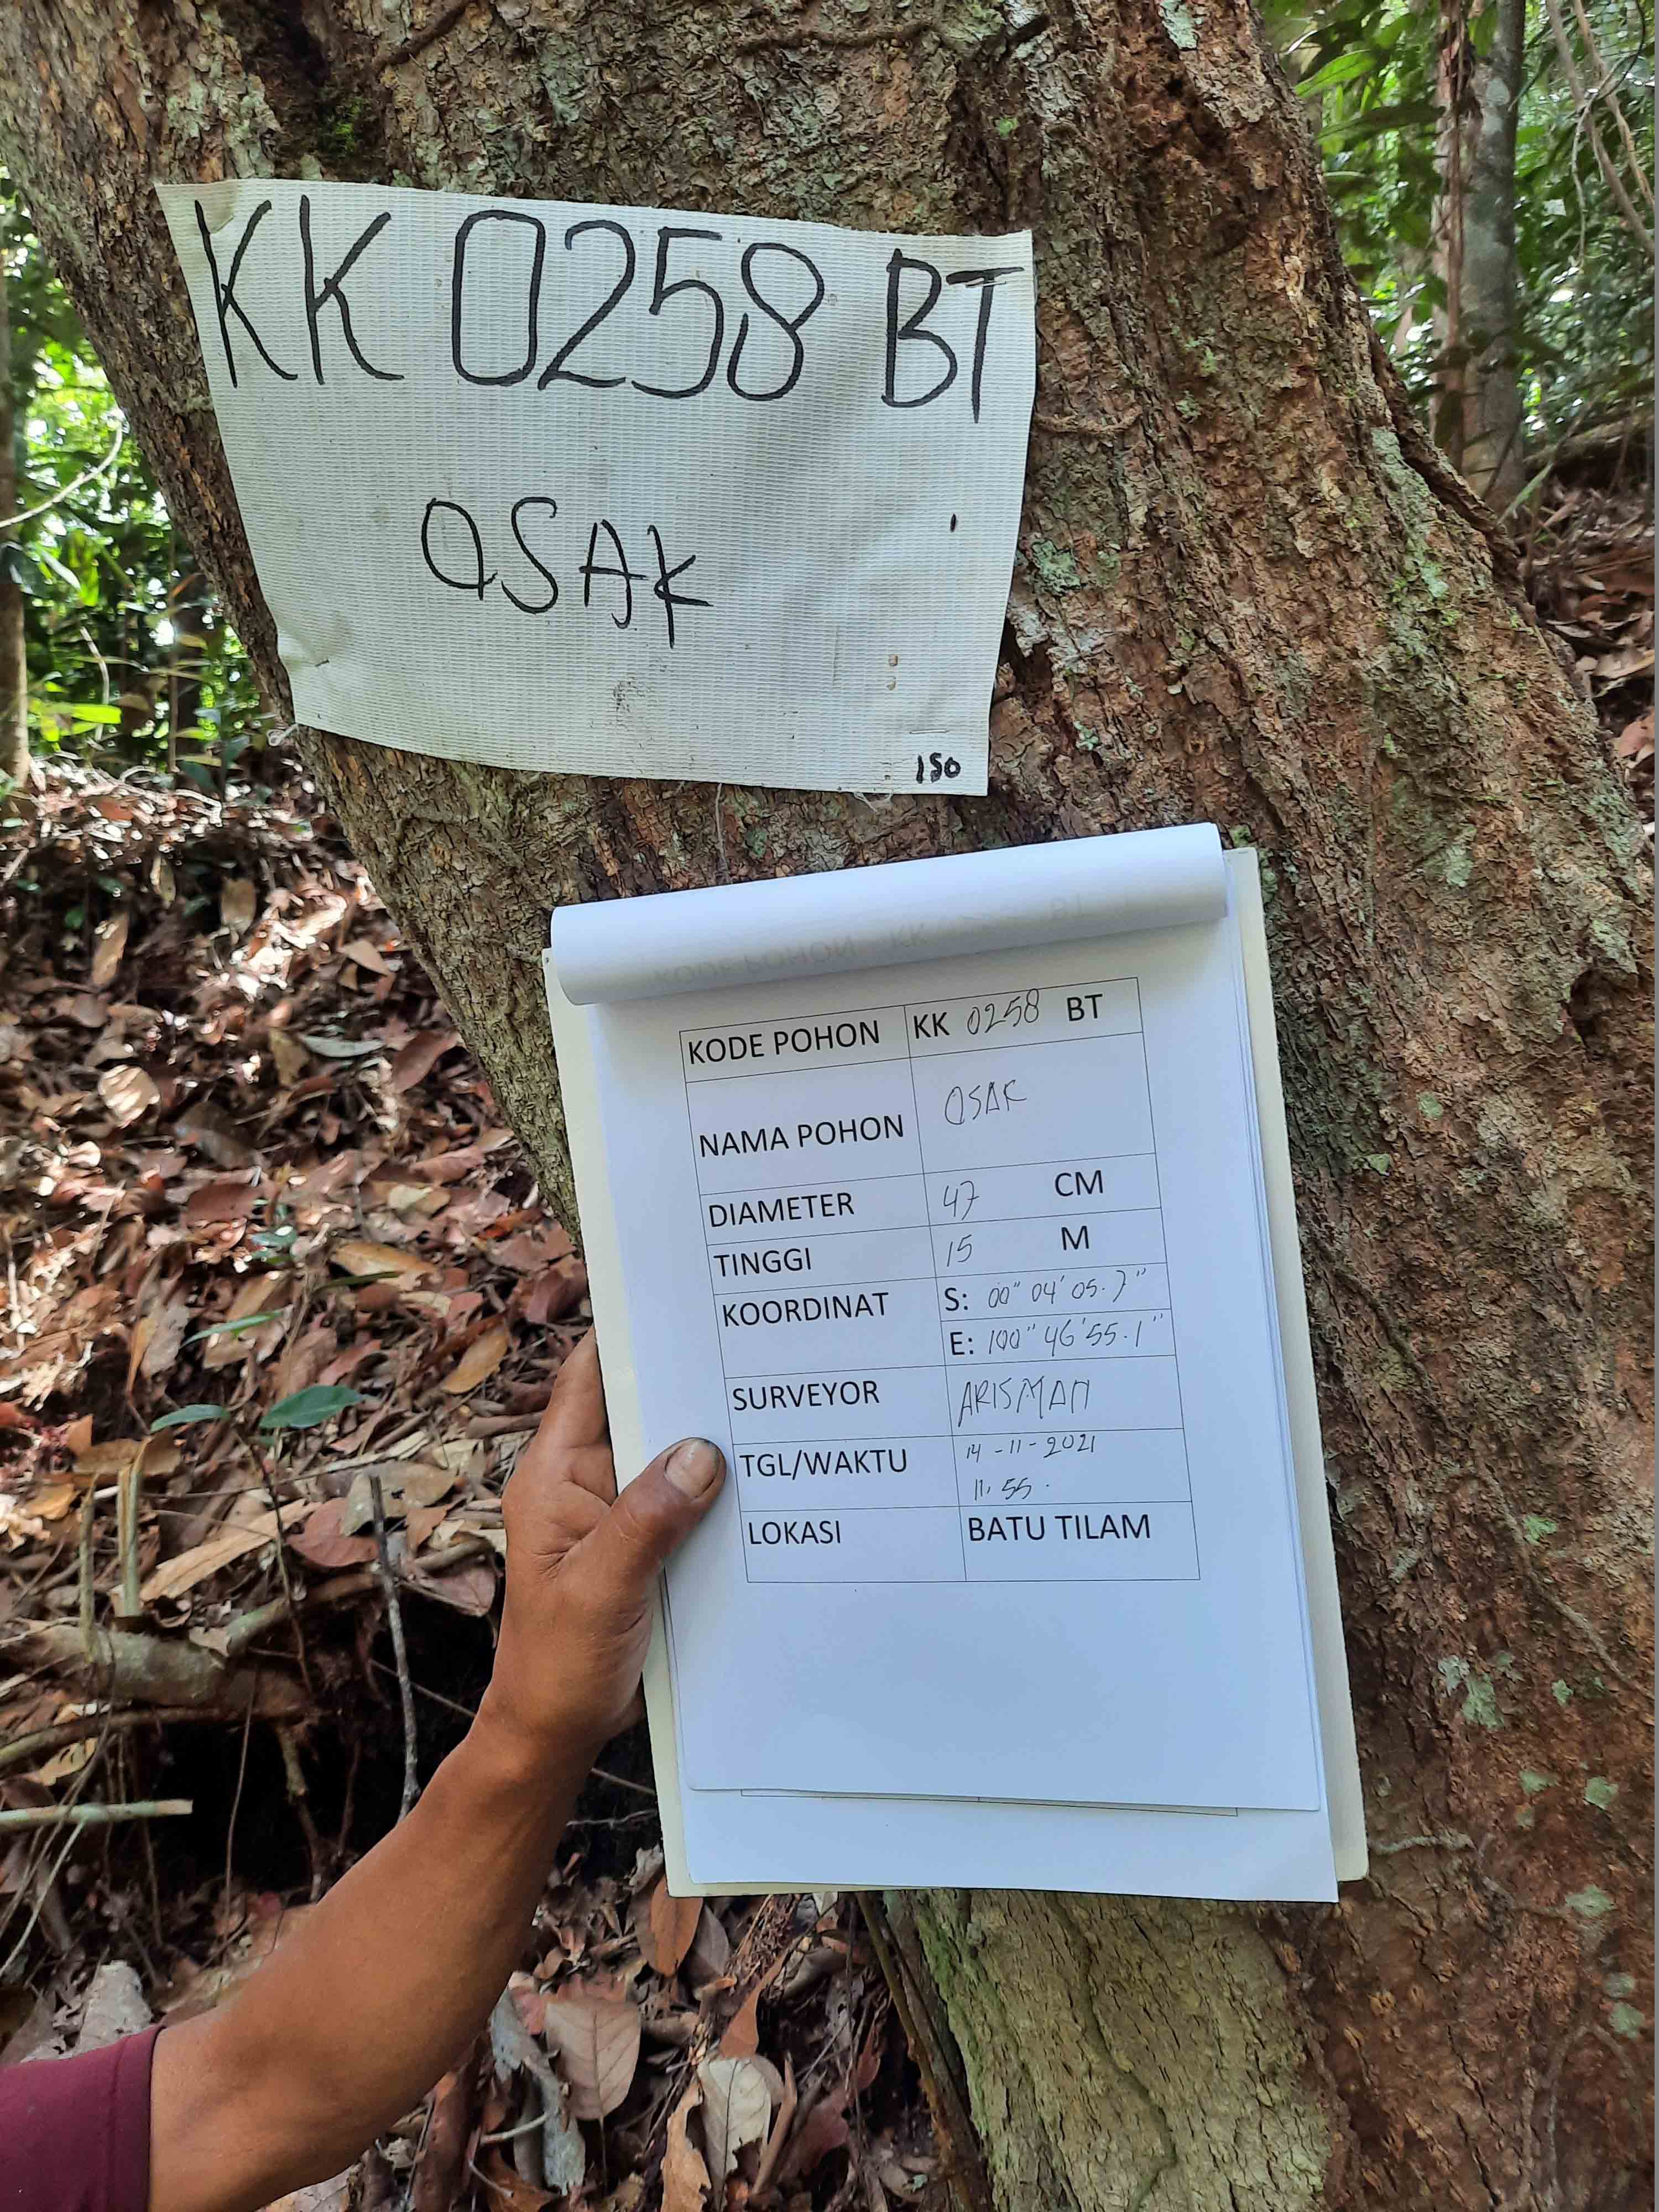 KK 0258 BT
OSAK
150
KODE POHON KK 0258 BT
NAMA POHON OSAK
DIAMETER 47 CM
TINGGI 15 M
KOORDINAT S: 00" 04' 05.7"
E: 100" 46' 55.1"
SURVEYOR ARISMAN
TGL/WAKTU 14-11-2021
11.55.
LOKASI BATU TILAM